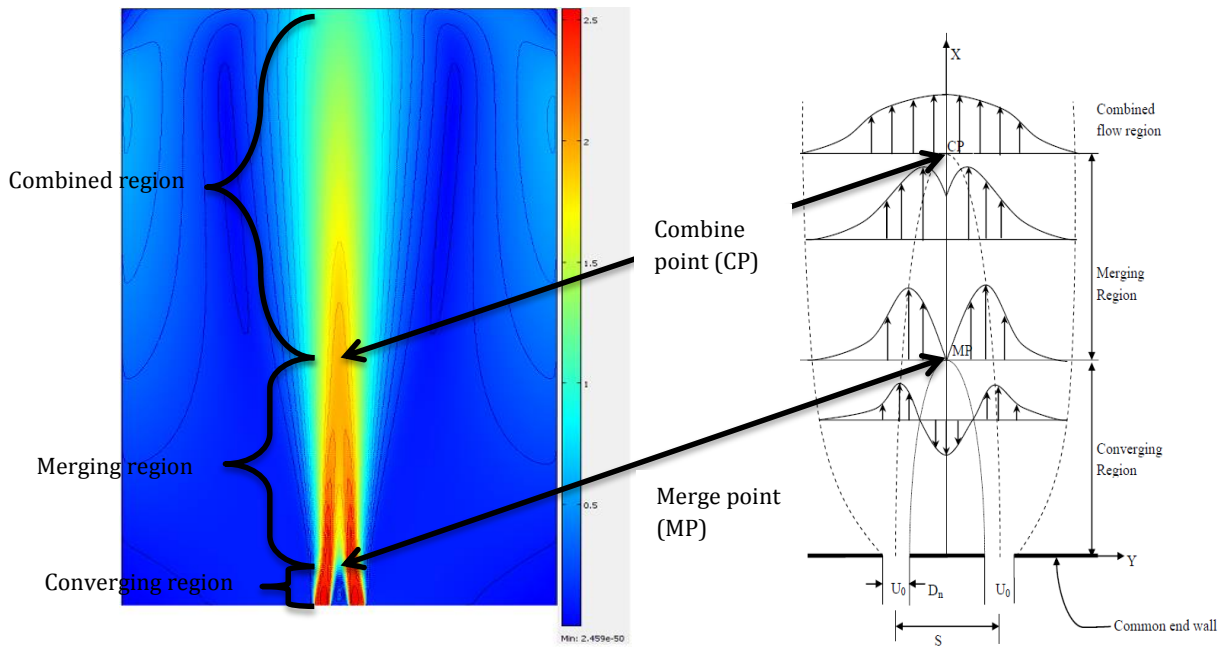 Combined region
Merging region
Converging region
2.5
2
1.5
1
0.5
Min: 2.459e-50
Combine
point (CP)
Merge point
(MP)
X
Combined
flow region
CP
Merging
Region
MP
Converging
Region
Y
U0
Dn
U0
S
Common end wall